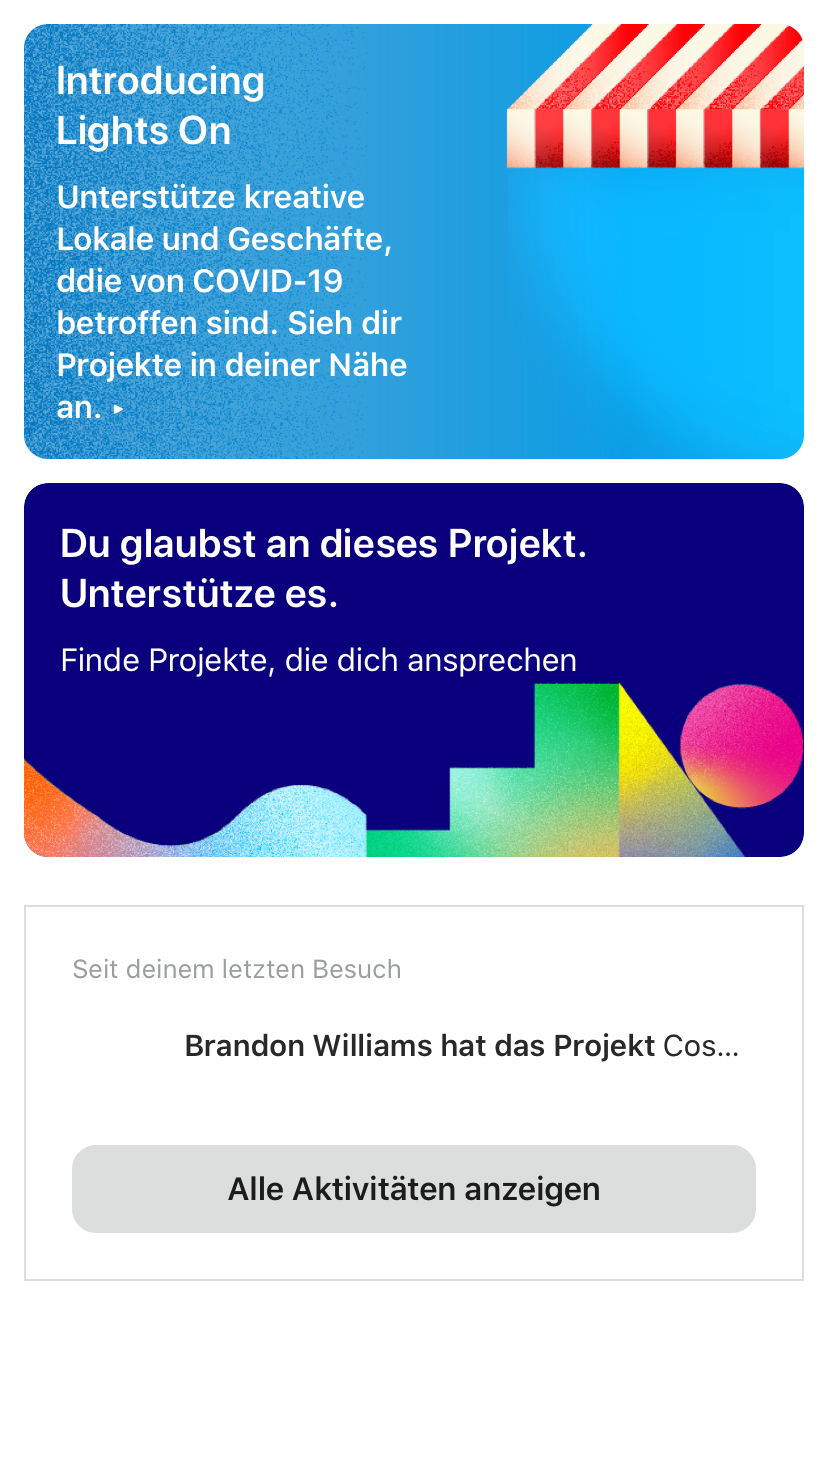 Introducing
Lights On
Unterstütze kreative
Lokale und Geschäfte,
ddie von COVID-19
betroffen sind. Sieh dir
Projekte in deiner Nähe
an. ▸
Du glaubst an dieses Projekt.
Unterstütze es.
Finde Projekte, die dich ansprechen
Seit deinem letzten Besuch
Brandon Williams hat das Projekt Cos...
Alle Aktivitäten anzeigen